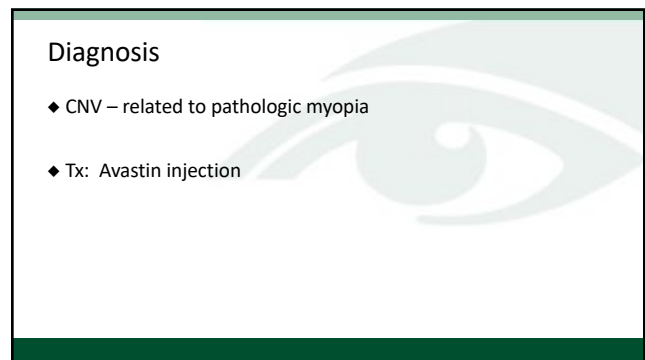 Diagnosis
◆ CNV – related to pathologic myopia
◆ Tx: Avastin injection